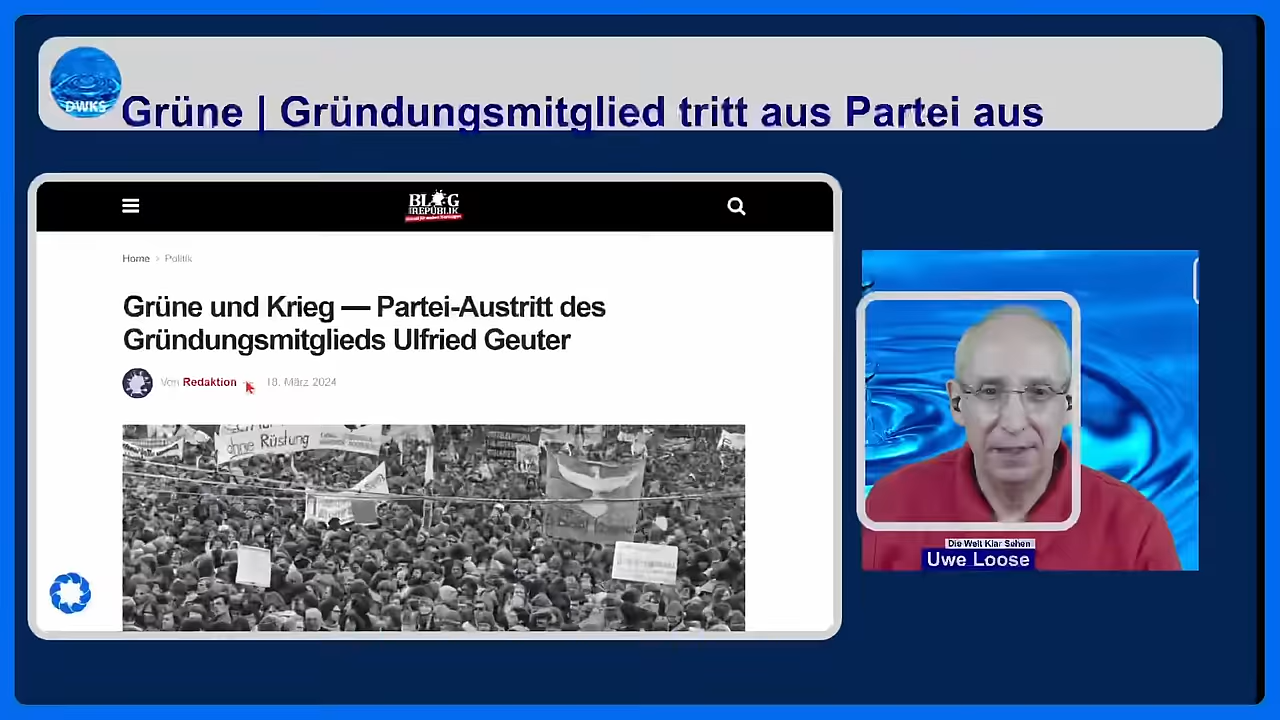 DWKS
Grüne | Gründungsmitglied tritt aus Partei aus
BLOG
REPUBLIK
Home > Politik
Grüne und Krieg — Partei-Austritt des
Gründungsmitglieds Ulfried Geuter
Von Redaktion
18. März 2024
ohne Rüstung
Die Welt Klar Sehen
Uwe Loose